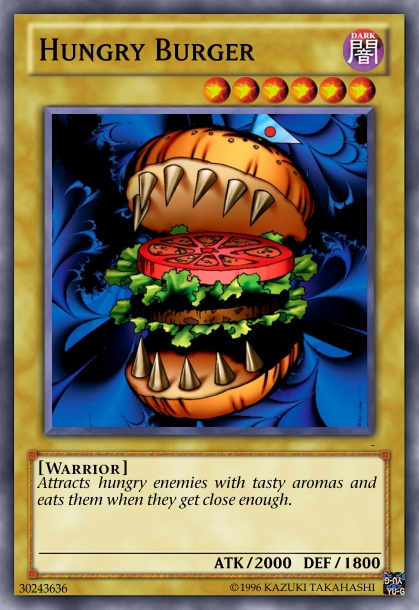 HUNGRY BURGER
DARK
闇
[WARRIOR]
Attracts hungry enemies with tasty aromas and
eats them when they get close enough.
ATK/2000 DEF/1800
30243636
©1996 KAZUKI TAKAHASHI